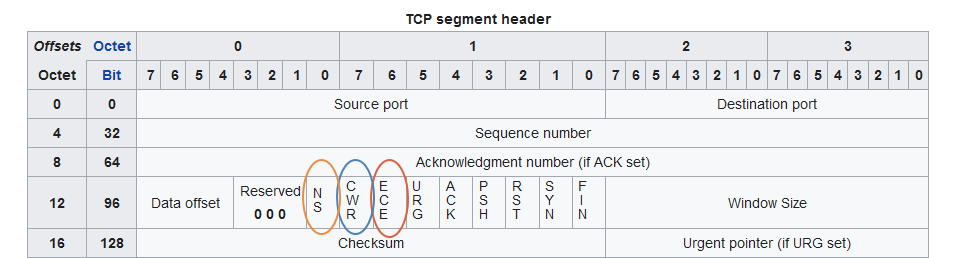 TCP segment header
Offsets Octet 0 1 2 3
Octet Bit 7 6 5 4 3 2 1 0 7 6 5 4 3 2 1 0 7 6 5 4 3 2 1 0 7 6 5 4 3 2 1 0
0 0 Source port Destination port
4 32 Sequence number
8 64 Acknowledgment number (if ACK set)
12 96 Data offset Reserved 0 0 0 NS CWR ECE URG ACK PSH RST SYN FIN Window Size
16 128 Checksum Urgent pointer (if URG set)